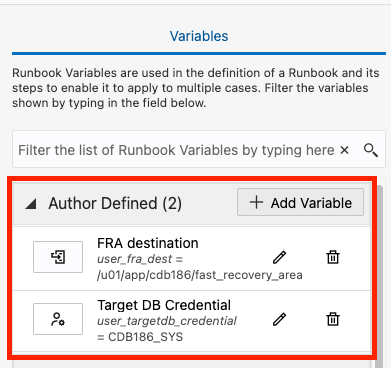 Variables
Runbook Variables are used in the definition of a Runbook and its
steps to enable it to apply to multiple cases. Filter the variables
shown by typing in the field below.
Filter the list of Runbook Variables by typing here
Author Defined (2)
Add Variable
FRA destination
user_fra_dest =
/u01/app/cdb186/fast_recovery_area
Target DB Credential
user_targetdb_credential
= CDB186_SYS